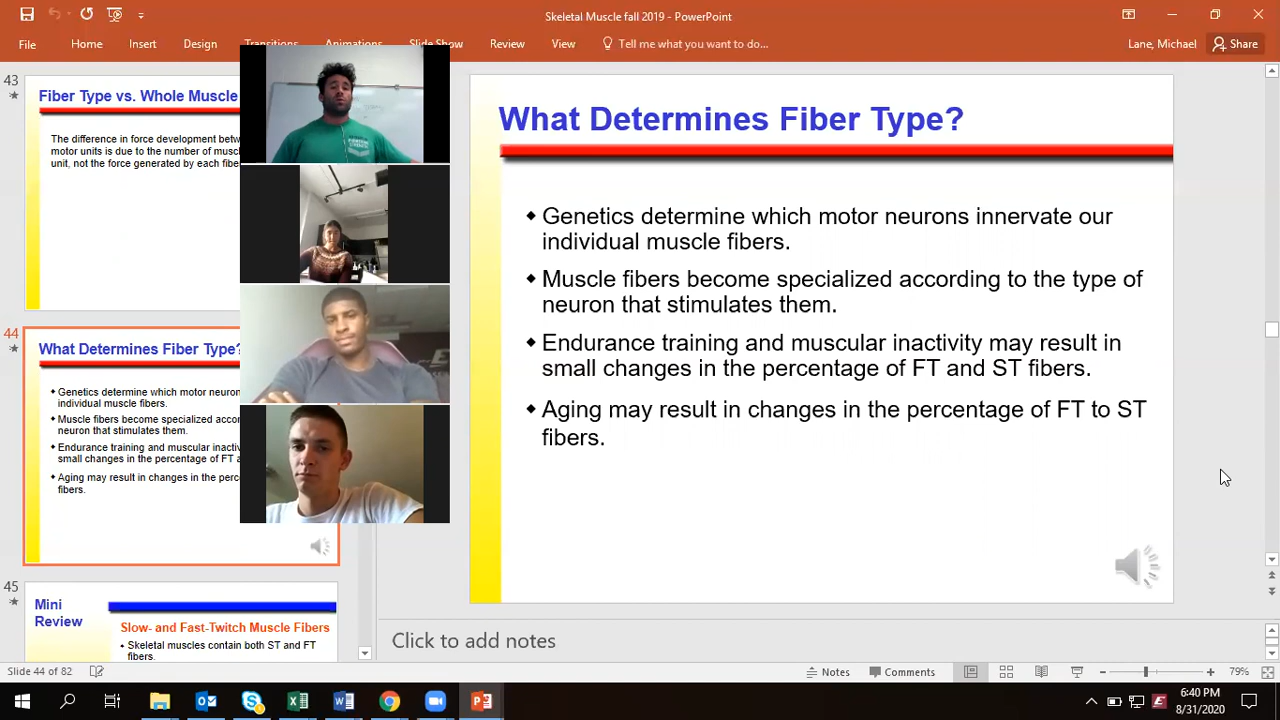 Skeletal Muscle fall 2019 - PowerPoint
File Home Insert Design Transitions Animations Slide Show Review View Tell me what you want to do... Lane, Michael Share
43
Fiber Type vs. Whole Muscle
The difference in force development betw
motor units is due to the number of musc
unit, not the force generated by each fibe
44
What Determines Fiber Type?
Genetics determine which motor neuron
individual muscle fibers.
Muscle fibers become specialized accor
neuron that stimulates them.
Endurance training and muscular inactiv
small changes in the percentage of FT a
Aging may result in changes in the perc
fibers.
45
Mini
Review
Slow- and Fast-Twitch Muscle Fibers
Skeletal muscles contain both ST and FT
fibers.
What Determines Fiber Type?
Genetics determine which motor neurons innervate our
individual muscle fibers.
Muscle fibers become specialized according to the type of
neuron that stimulates them.
Endurance training and muscular inactivity may result in
small changes in the percentage of FT and ST fibers.
Aging may result in changes in the percentage of FT to ST
fibers.
Click to add notes
Slide 44 of 82 Notes Comments 79%
6:40 PM
8/31/2020